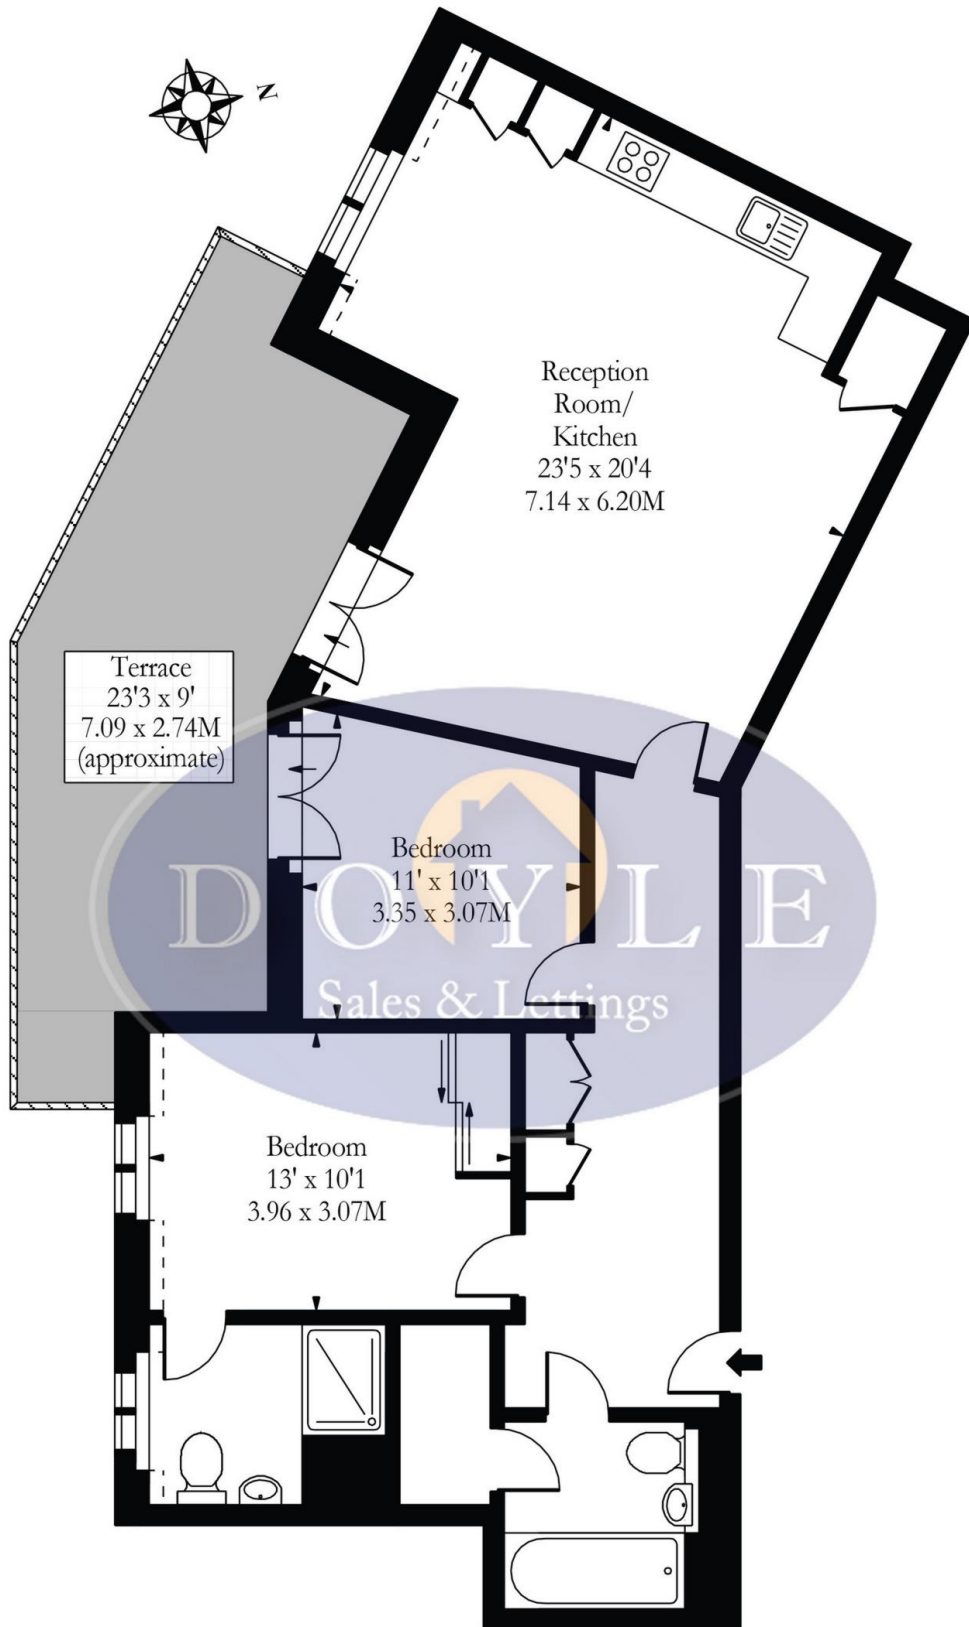 N
Reception
Room/
Kitchen
23'5 x 20'4
7.14 x 6.20M
Terrace
23'3 x 9'
7.09 x 2.74M
(approximate)
Bedroom
11' x 10'1
3.35 x 3.07M
DOYLE
Sales & Lettings
Bedroom
13' x 10'1
3.96 x 3.07M